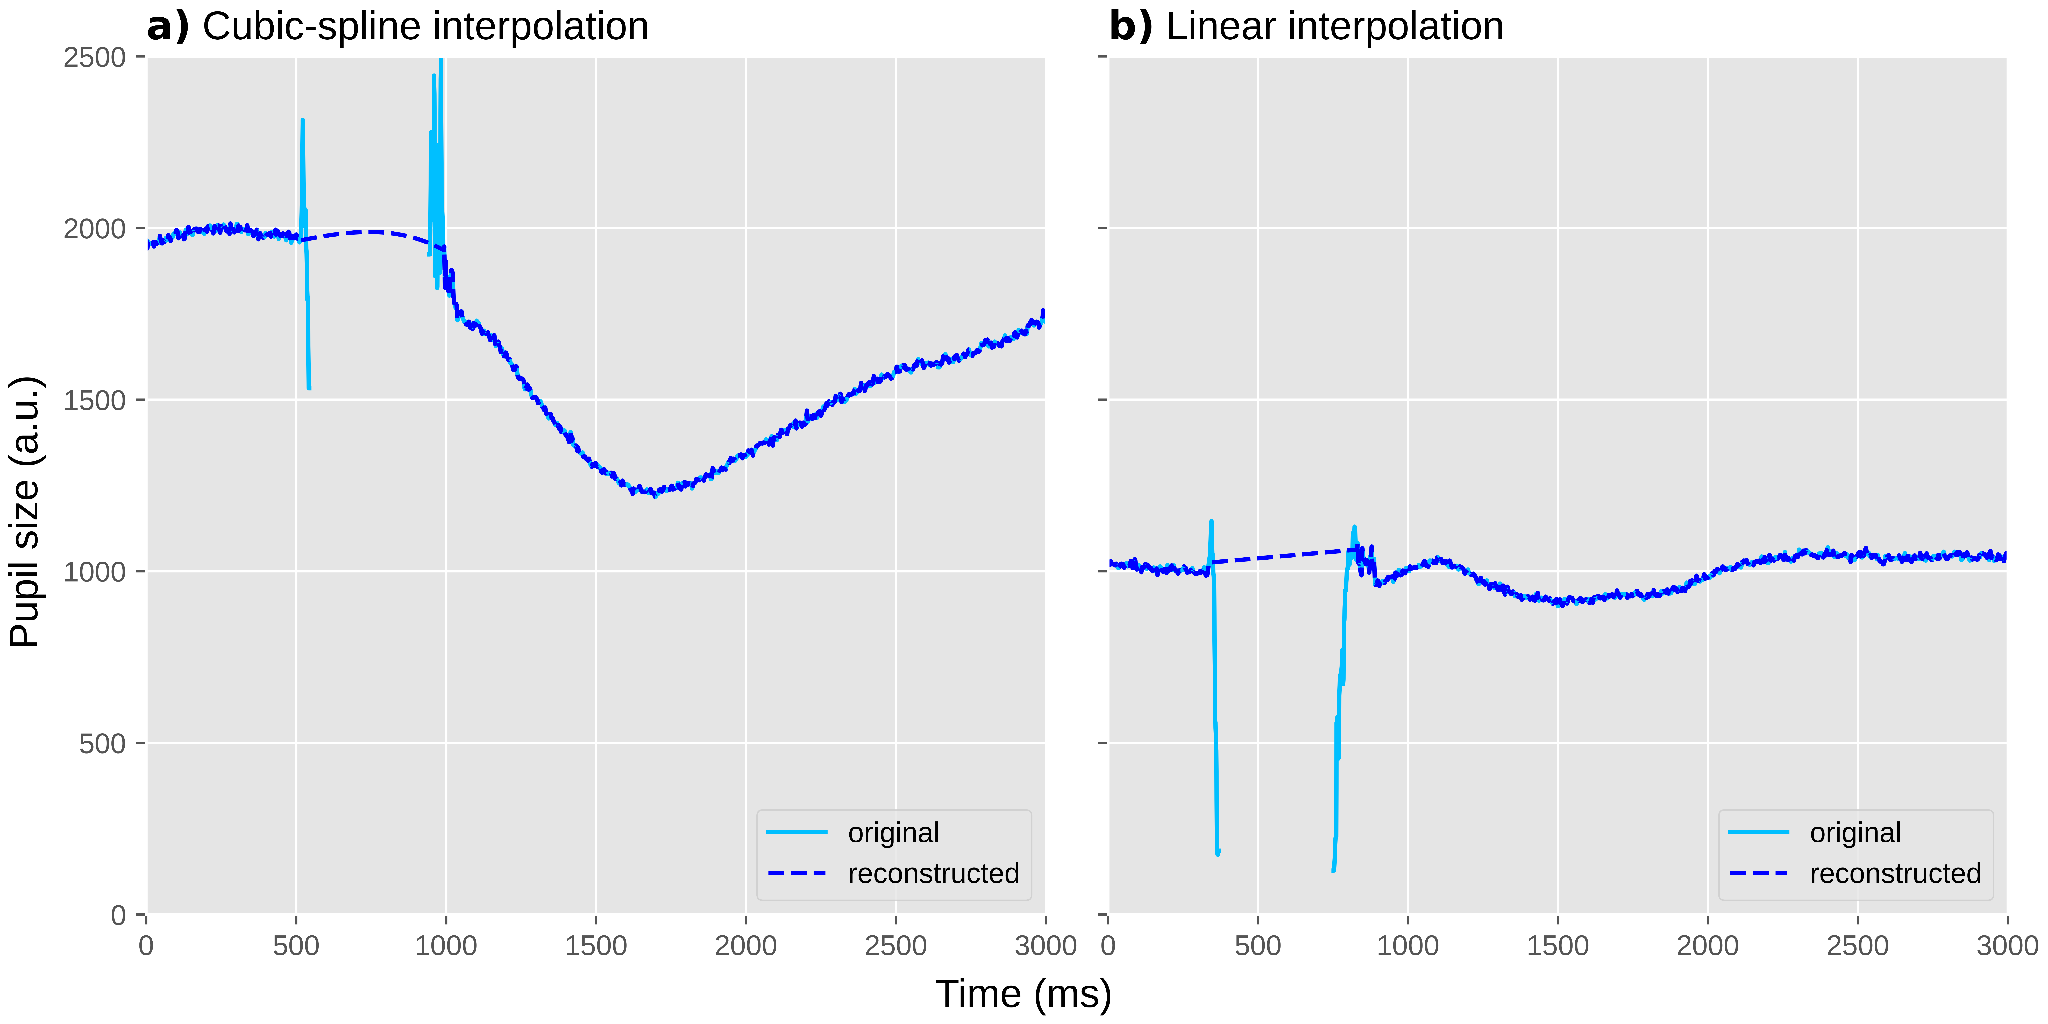 a) Cubic-spline interpolation
b) Linear interpolation
Pupil size (a.u.)
2500
2000
1500
1000
500
0
original
reconstructed
original
reconstructed
0 500 1000 1500 2000 2500 3000
0 500 1000 1500 2000 2500 3000
Time (ms)